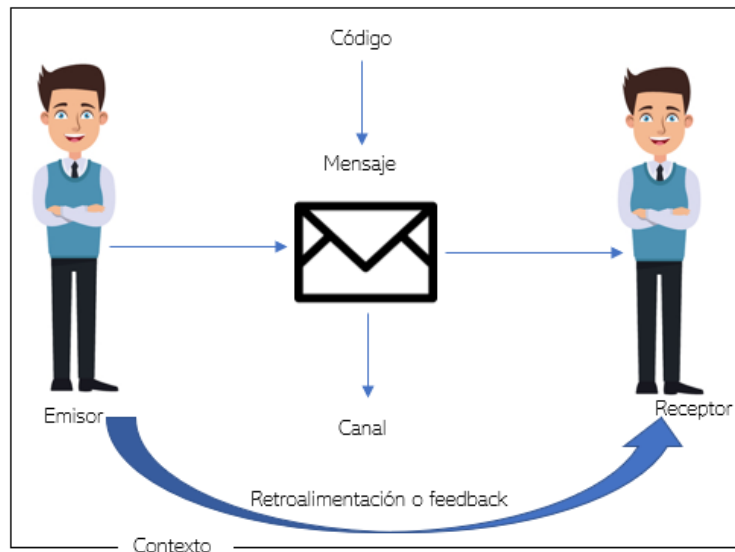 Código
Mensaje
Emisor
Canal
Receptor
Retroalimentación o feedback
Contexto